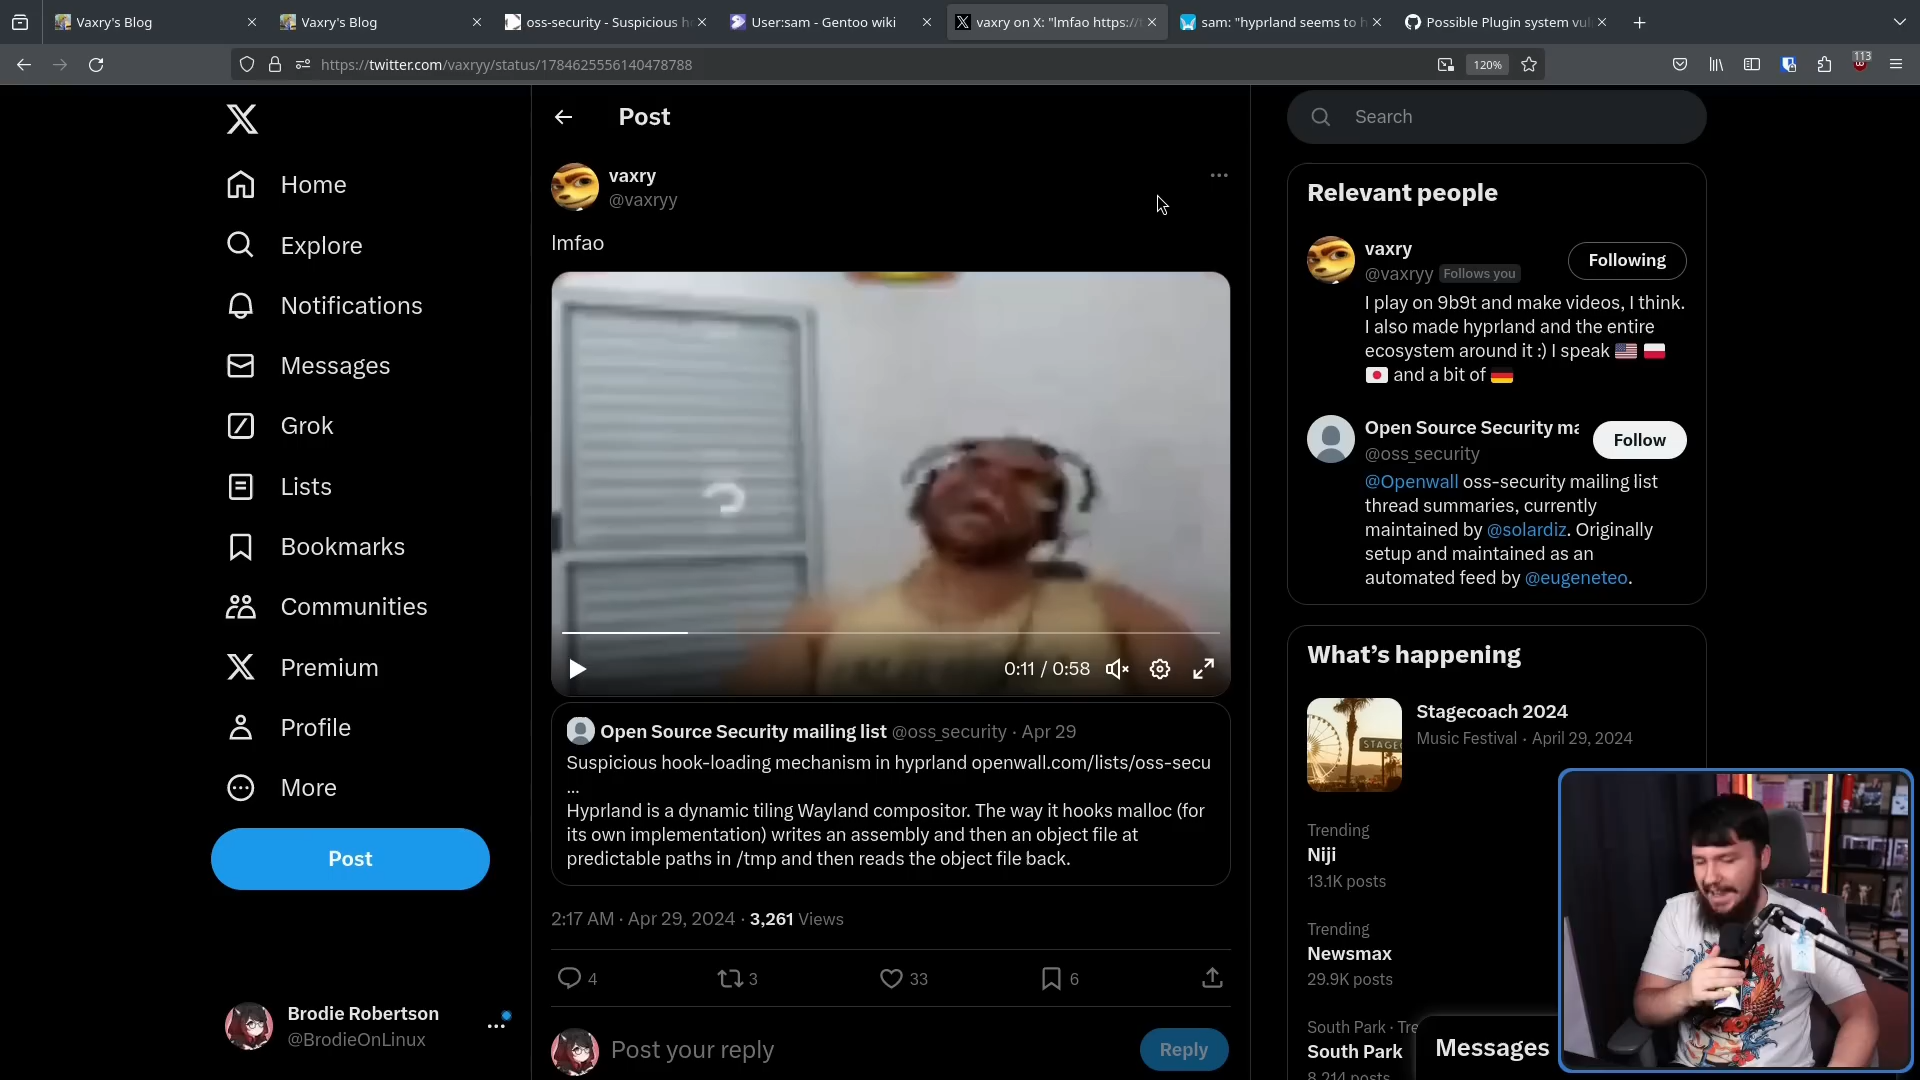 Vaxry's Blog
Vaxry's Blog
oss-security - Suspicious h
User:sam - Gentoo wiki
vaxry on X: "lmfao https://t
sam: "hyprland seems to h
Possible Plugin system vul
https://twitter.com/vaxryy/status/1784625556140478788
120%
113
Post
Search
Home
Explore
Notifications
Messages
Grok
Lists
Bookmarks
Communities
Premium
Profile
More
Post
Brodie Robertson
@BrodieOnLinux
vaxry
@vaxryy
lmfao
0:11 / 0:58
Open Source Security mailing list @oss_security · Apr 29
Suspicious hook-loading mechanism in hyprland openwall.com/lists/oss-secu
...
Hyprland is a dynamic tiling Wayland compositor. The way it hooks malloc (for
its own implementation) writes an assembly and then an object file at
predictable paths in /tmp and then reads the object file back.
2:17 AM · Apr 29, 2024 · 3,261 Views
4
3
33
6
Post your reply
Reply
Relevant people
vaxry
@vaxryy Follows you
Following
I play on 9b9t and make videos, I think.
I also made hyprland and the entire
ecosystem around it :) I speak 🇺🇸 🇵🇱
🇯🇵 and a bit of 🇩🇪
Open Source Security ma
@oss_security
Follow
@Openwall oss-security mailing list
thread summaries, currently
maintained by @solardiz. Originally
setup and maintained as an
automated feed by @eugeneteo.
What's happening
STAGEC
Stagecoach 2024
Music Festival · April 29, 2024
Trending
Niji
13.1K posts
Trending
Newsmax
29.9K posts
South Park · Tre
South Park
8,214 posts
Messages